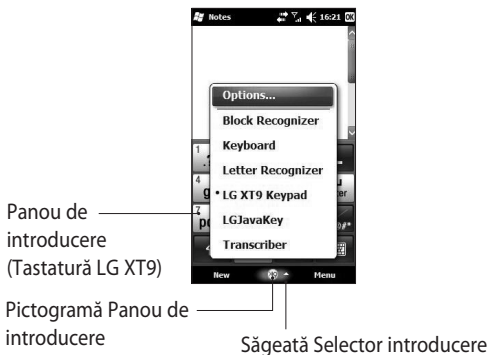 Notes 16:21 OK
Options...
Block Recognizer
Keyboard
Letter Recognizer
LG XT9 Keypad
LGJavaKey
Transcriber
New Menu
Panou de
introducere
(Tastatură LG XT9)
Pictogramă Panou de
introducere
Săgeată Selector introducere